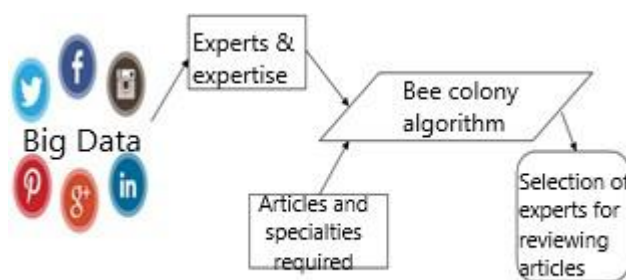 Experts &
expertise
Big Data
Bee colony
algorithm
Articles and
specialties
required
Selection of
experts for
reviewing
articles